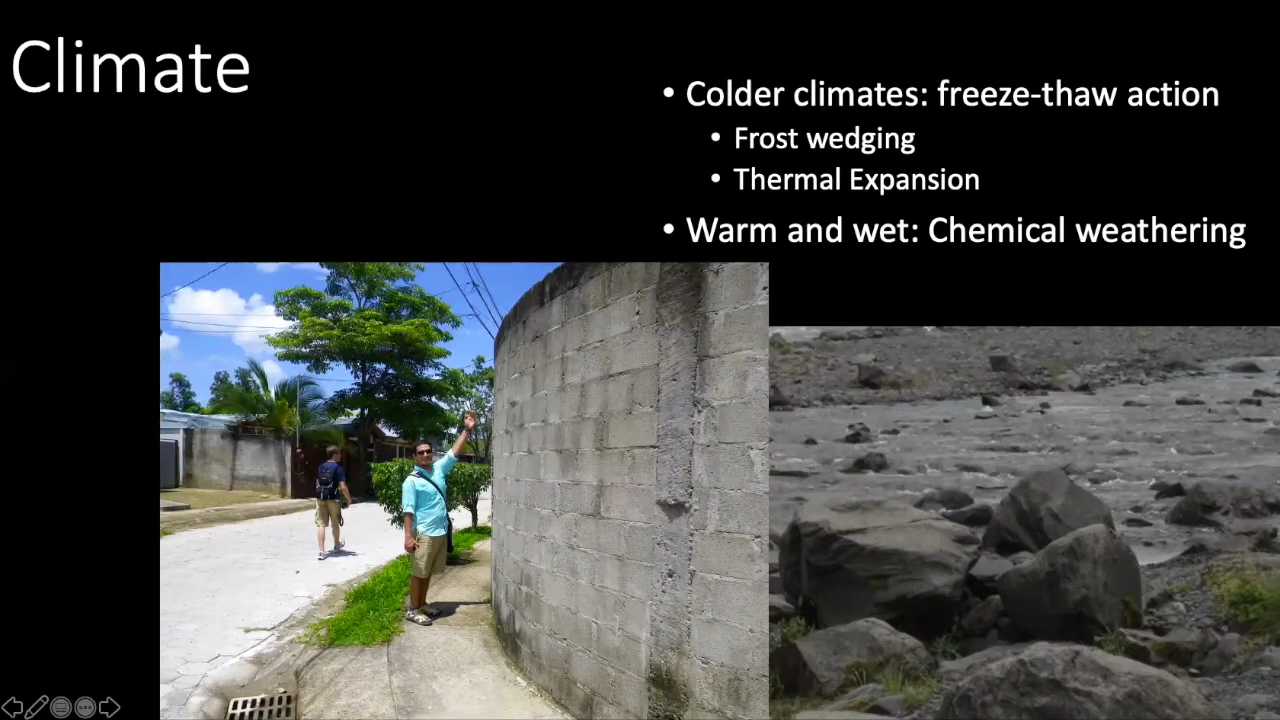 Climate
• Colder climates: freeze-thaw action
• Frost wedging
• Thermal Expansion
• Warm and wet: Chemical weathering